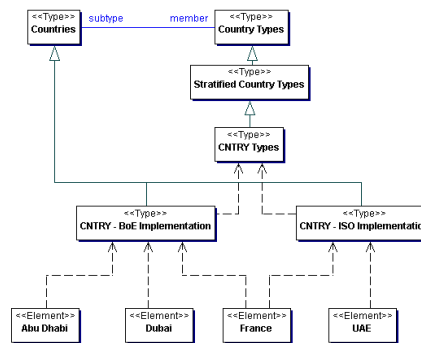 <<Type>>
Countries
subtype
member
<<Type>>
Country Types
<<Type>>
Stratified Country Types
<<Type>>
CNTRY Types
<<Type>>
CNTRY - BoE Implementation
<<Type>>
CNTRY - ISO Implementatio
<<Element>>
Abu Dhabi
<<Element>>
Dubai
<<Element>>
France
<<Element>>
UAE